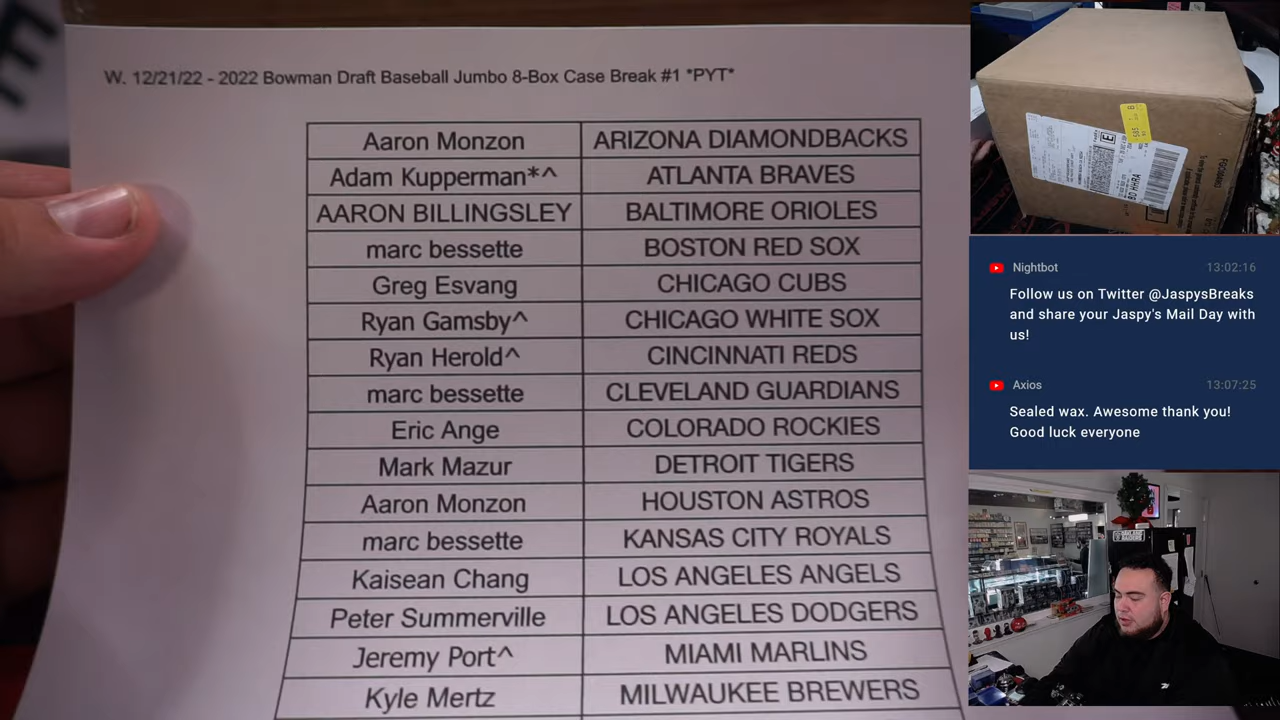 W. 12/21/22 - 2022 Bowman Draft Baseball Jumbo 8-Box Case Break #1 *PYT*
Aaron Monzon ARIZONA DIAMONDBACKS
Adam Kupperman*^ ATLANTA BRAVES
AARON BILLINGSLEY BALTIMORE ORIOLES
marc bessette BOSTON RED SOX
Greg Esvang CHICAGO CUBS
Ryan Gamsby^ CHICAGO WHITE SOX
Ryan Herold^ CINCINNATI REDS
marc bessette CLEVELAND GUARDIANS
Eric Ange COLORADO ROCKIES
Mark Mazur DETROIT TIGERS
Aaron Monzon HOUSTON ASTROS
marc bessette KANSAS CITY ROYALS
Kaisean Chang LOS ANGELES ANGELS
Peter Summerville LOS ANGELES DODGERS
Jeremy Port^ MIAMI MARLINS
Kyle Mertz MILWAUKEE BREWERS
E
Nightbot 13:02:16
Follow us on Twitter @JaspysBreaks
and share your Jaspy's Mail Day with
us!
Axios 13:07:25
Sealed wax. Awesome thank you!
Good luck everyone